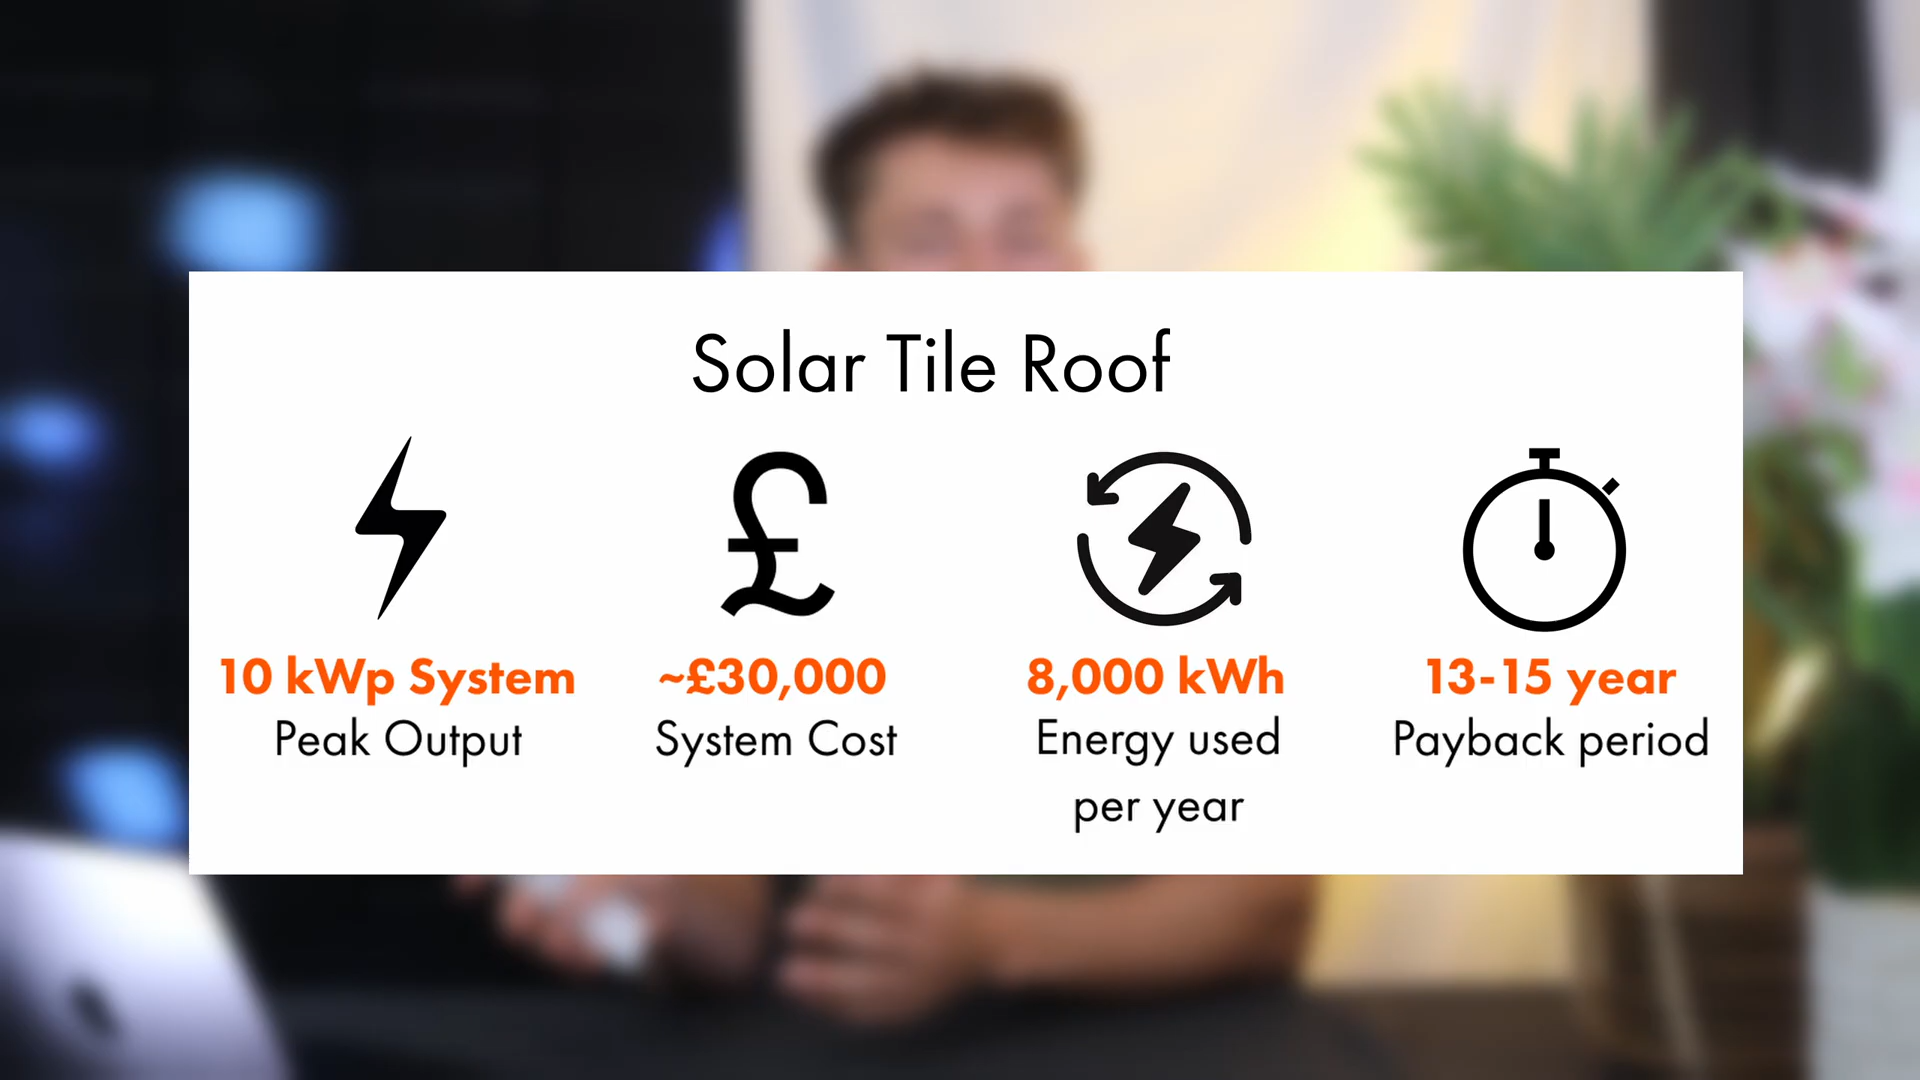 Solar Tile Roof
10 kWp System
Peak Output
~£30,000
System Cost
8,000 kWh
Energy used
per year
13-15 year
Payback period